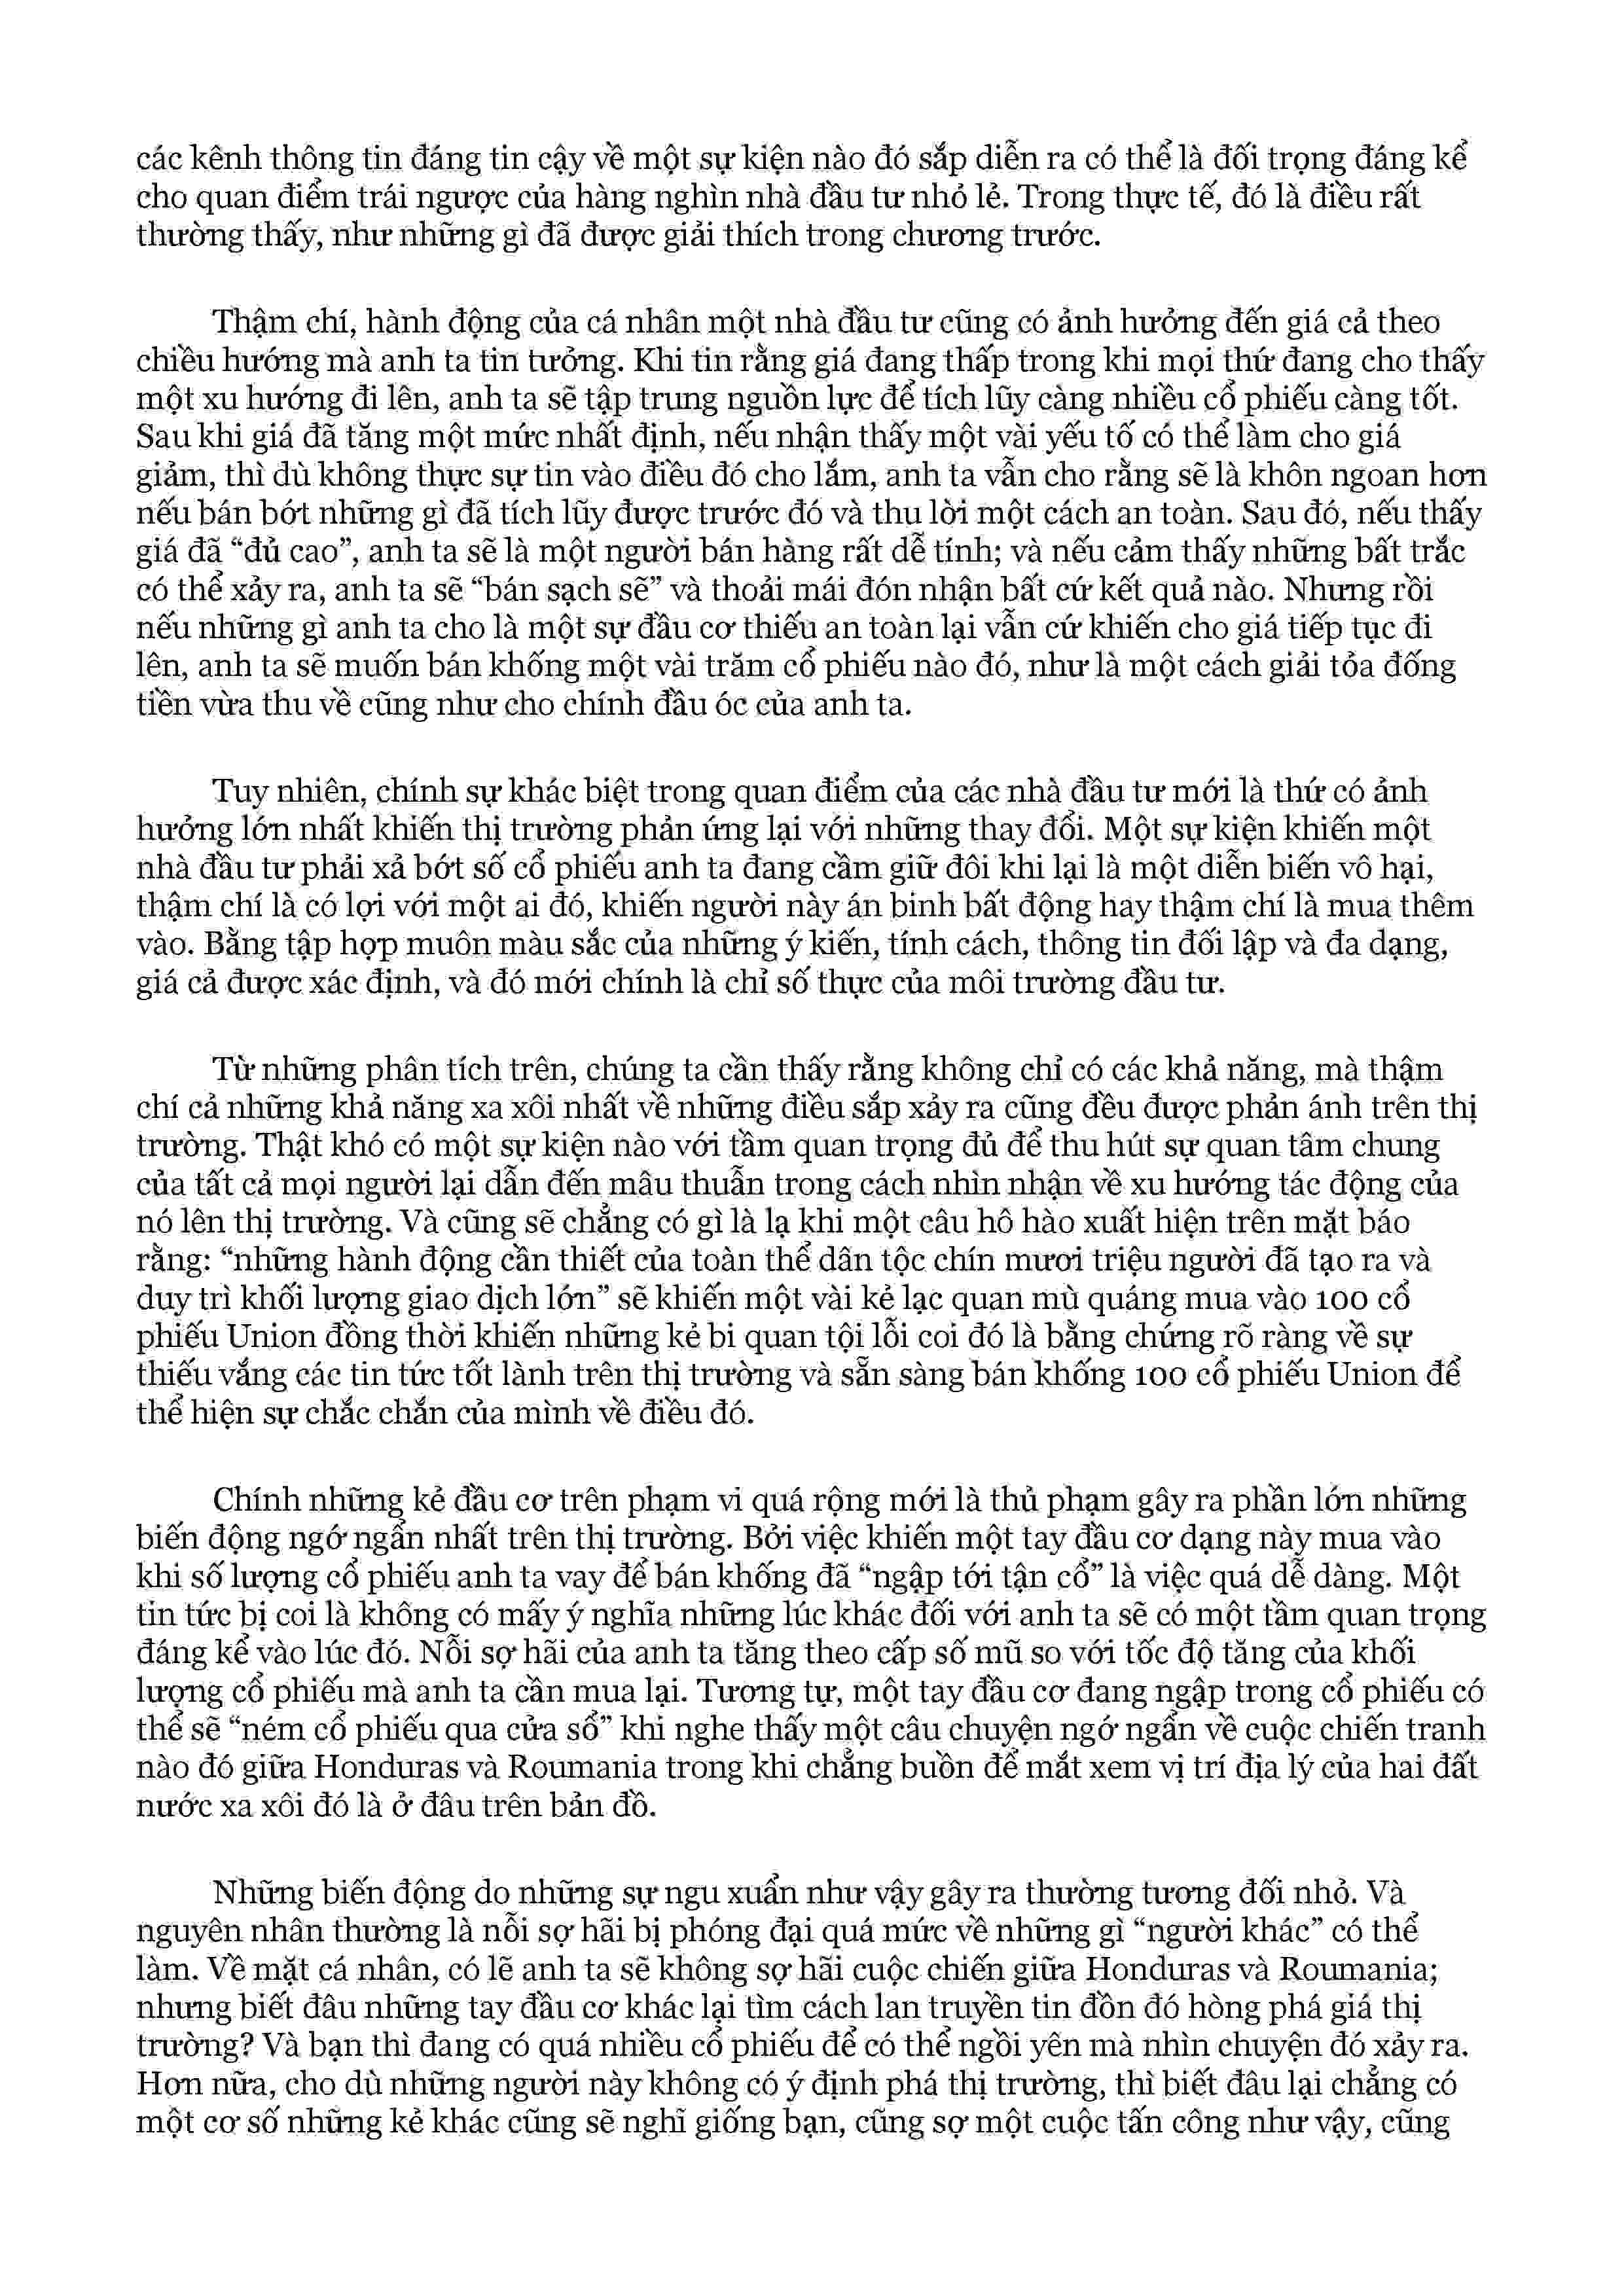 các kênh thông tin đáng tin cậy về một sự kiện nào đó sắp diễn ra có thể là đối trọng đáng kể
cho quan điểm trái ngược của hàng nghìn nhà đầu tư nhỏ lẻ. Trong thực tế, đó là điều rất
thường thấy, như những gì đã được giải thích trong chương trước.
Thậm chí, hành động của cá nhân một nhà đầu tư cũng có ảnh hưởng đến giá cả theo
chiều hướng mà anh ta tin tưởng. Khi tin rằng giá đang thấp trong khi mọi thứ đang cho thấy
một xu hướng đi lên, anh ta sẽ tập trung nguồn lực để tích lũy càng nhiều cổ phiếu càng tốt.
Sau khi giá đã tăng một mức nhất định, nếu nhận thấy một vài yếu tố có thể làm cho giá
giảm, thì dù không thực sự tin vào điều đó cho lắm, anh ta vẫn cho rằng sẽ là khôn ngoan hơn
nếu bán bớt những gì đã tích lũy được trước đó và thu lời một cách an toàn. Sau đó, nếu thấy
giá đã “đủ cao”, anh ta sẽ là một người bán hàng rất dễ tính; và nếu cảm thấy những bất trắc
có thể xảy ra, anh ta sẽ “bán sạch sẽ” và thoải mái đón nhận bất cứ kết quả nào. Nhưng rồi
nếu những gì anh ta cho là một sự đầu cơ thiếu an toàn lại vẫn cứ khiến cho giá tiếp tục đi
lên, anh ta sẽ muốn bán khống một vài trăm cổ phiếu nào đó, như là một cách giải tỏa đống
tiền vừa thu về cũng như cho chính đầu óc của anh ta.
Tuy nhiên, chính sự khác biệt trong quan điểm của các nhà đầu tư mới là thứ có ảnh
hưởng lớn nhất khiến thị trường phản ứng lại với những thay đổi. Một sự kiện khiến một
nhà đầu tư phải xả bớt số cổ phiếu anh ta đang cầm giữ đôi khi lại là một diễn biến vô hại,
thậm chí là có lợi với một ai đó, khiến người này án binh bất động hay thậm chí là mua thêm
vào. Bằng tập hợp muôn màu sắc của những ý kiến, tính cách, thông tin đối lập và đa dạng,
giá cả được xác định, và đó mới chính là chỉ số thực của môi trường đầu tư.
Từ những phân tích trên, chúng ta cần thấy rằng không chỉ có các khả năng, mà thậm
chí cả những khả năng xa xôi nhất về những điều sắp xảy ra cũng đều được phản ánh trên thị
trường. Thật khó có một sự kiện nào với tầm quan trọng đủ để thu hút sự quan tâm chung
của tất cả mọi người lại dẫn đến mâu thuẫn trong cách nhìn nhận về xu hướng tác động của
nó lên thị trường. Và cũng sẽ chẳng có gì là lạ khi một câu hô hào xuất hiện trên mặt báo
rằng: “những hành động cần thiết của toàn thể dân tộc chín mươi triệu người đã tạo ra và
duy trì khối lượng giao dịch lớn” sẽ khiến một vài kẻ lạc quan mù quáng mua vào 100 cổ
phiếu Union đồng thời khiến những kẻ bi quan tội lỗi coi đó là bằng chứng rõ ràng về sự
thiếu vắng các tin tức tốt lành trên thị trường và sẵn sàng bán khống 100 cổ phiếu Union để
thể hiện sự chắc chắn của mình về điều đó.
Chính những kẻ đầu cơ trên phạm vi quá rộng mới là thủ phạm gây ra phần lớn những
biến động ngớ ngẩn nhất trên thị trường. Bởi việc khiến một tay đầu cơ dạng này mua vào
khi số lượng cổ phiếu anh ta vay để bán khống đã “ngập tới tận cổ” là việc quá dễ dàng. Một
tin tức bị coi là không có mấy ý nghĩa những lúc khác đối với anh ta sẽ có một tầm quan trọng
đáng kể vào lúc đó. Nỗi sợ hãi của anh ta tăng theo cấp số mũ so với tốc độ tăng của khối
lượng cổ phiếu mà anh ta cần mua lại. Tương tự, một tay đầu cơ đang ngập trong cổ phiếu có
thể sẽ “ném cổ phiếu qua cửa sổ” khi nghe thấy một câu chuyện ngớ ngẩn về cuộc chiến tranh
nào đó giữa Honduras và Roumania trong khi chẳng buồn để mắt xem vị trí địa lý của hai đất
nước xa xôi đó là ở đâu trên bản đồ.
Những biến động do những sự ngu xuẩn như vậy gây ra thường tương đối nhỏ. Và
nguyên nhân thường là nỗi sợ hãi bị phóng đại quá mức về những gì “người khác” có thể
làm. Về mặt cá nhân, có lẽ anh ta sẽ không sợ hãi cuộc chiến giữa Honduras và Roumania;
nhưng biết đâu những tay đầu cơ khác lại tìm cách lan truyền tin đồn đó hòng phá giá thị
trường? Và bạn thì đang có quá nhiều cổ phiếu để có thể ngồi yên mà nhìn chuyện đó xảy ra.
Hơn nữa, cho dù những người này không có ý định phá thị trường, thì biết đâu lại chẳng có
một cơ số những kẻ khác cũng sẽ nghĩ giống bạn, cũng sợ một cuộc tấn công như vậy, cũng